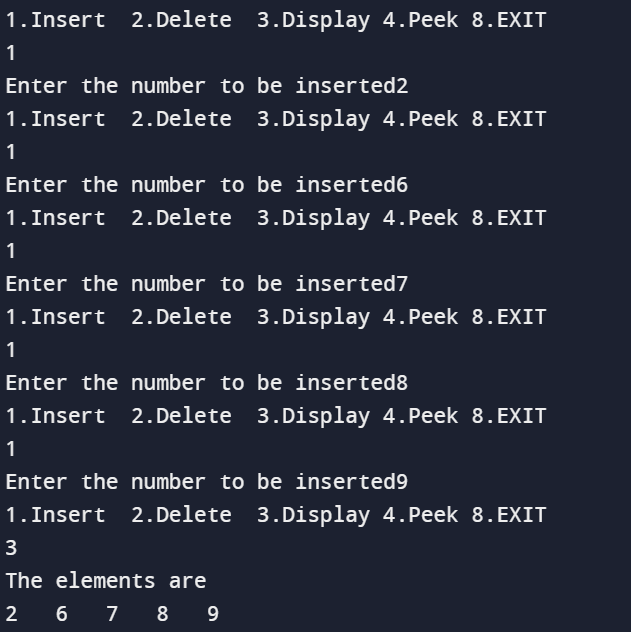 1.Insert  2.Delete  3.Display 4.Peek 8.EXIT
1
Enter the number to be inserted2
1.Insert  2.Delete  3.Display 4.Peek 8.EXIT
1
Enter the number to be inserted6
1.Insert  2.Delete  3.Display 4.Peek 8.EXIT
1
Enter the number to be inserted7
1.Insert  2.Delete  3.Display 4.Peek 8.EXIT
1
Enter the number to be inserted8
1.Insert  2.Delete  3.Display 4.Peek 8.EXIT
1
Enter the number to be inserted9
1.Insert  2.Delete  3.Display 4.Peek 8.EXIT
3
The elements are
2   6   7   8   9